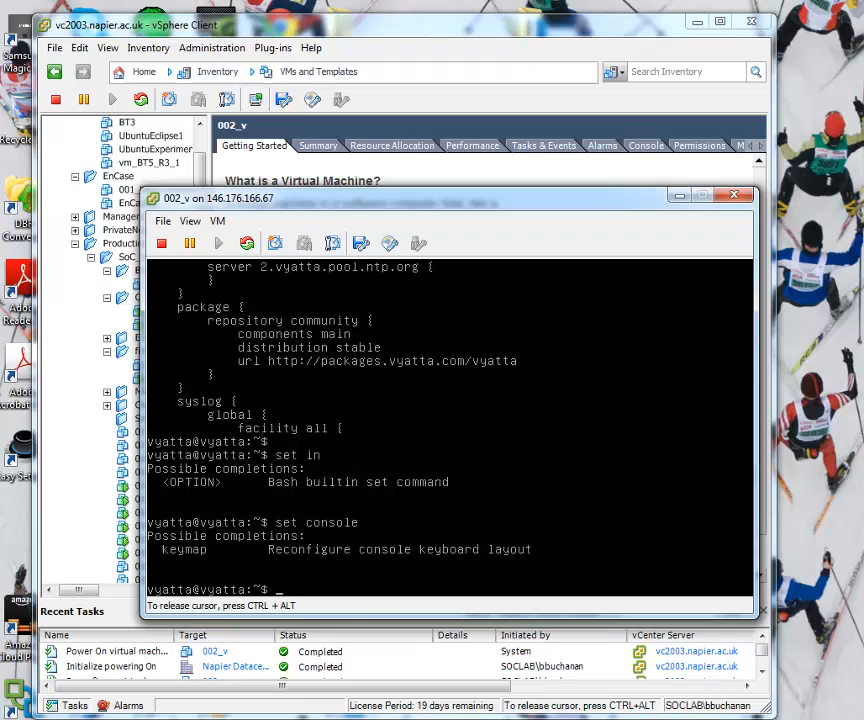 vc2003.napier.ac.uk - vSphere Client
File Edit View Inventory Administration Plug-ins Help
Home Inventory VMs and Templates Search Inventory
BT3
UbuntuEclipse1
UbuntuExperimer
vm_BT5_R3_1
EnCase
001_
EnCa
Manager
PrivateNe
Productio
SoC_
002_v
Getting Started Summary Resource Allocation Performance Tasks & Events Alarms Console Permissions M
What is a Virtual Machine?
002_v on 146.176.166.67
File View VM
server 2.vyatta.pool.ntp.org {
}
}
package {
repository community {
components main
distribution stable
url http://packages.vyatta.com/vyatta
}
}
syslog {
global {
facility all {
vyatta@vyatta:~$
vyatta@vyatta:~$ set in
Possible completions:
<OPTION> Bash builtin set command
vyatta@vyatta:~$ set console
Possible completions:
keymap Reconfigure console keyboard layout
vyatta@vyatta:~$ _
To release cursor, press CTRL + ALT
Recent Tasks
Name Target Status Details Initiated by vCenter Server
Power On virtual mach... 002_v Completed System vc2003.napier.ac.uk
Initialize powering On Napier Datace... Completed SOCLAB\bbuchanan vc2003.napier.ac.uk
Tasks Alarms License Period: 19 days remaining To release cursor, press CTRL+ALT SOCLAB\bbuchanan